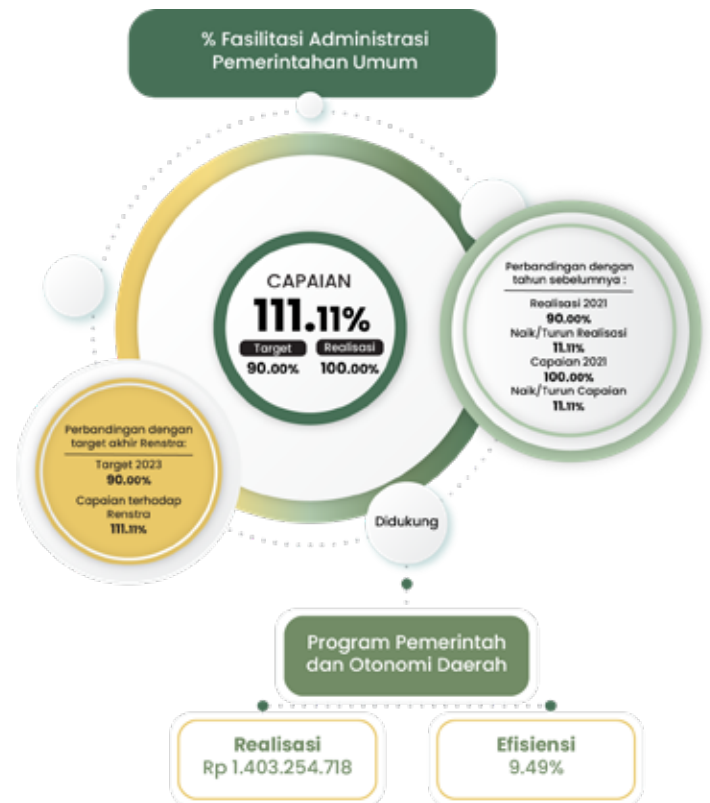 % Fasilitasi Administrasi
Pemerintahan Umum
CAPAIAN
111.11%
Target Realisasi
90.00% 100.00%
Perbandingan dengan
tahun sebelumnya :
Realisasi 2021
90.00%
Naik/Turun Realisasi
11.11%
Capaian 2021
100.00%
Naik/Turun Capaian
11.11%
Perbandingan dengan
target akhir Renstra:
Target 2023
90.00%
Capaian terhadap
Renstra
111.11%
Didukung
Program Pemerintah
dan Otonomi Daerah
Realisasi
Rp 1.403.254.718
Efisiensi
9.49%